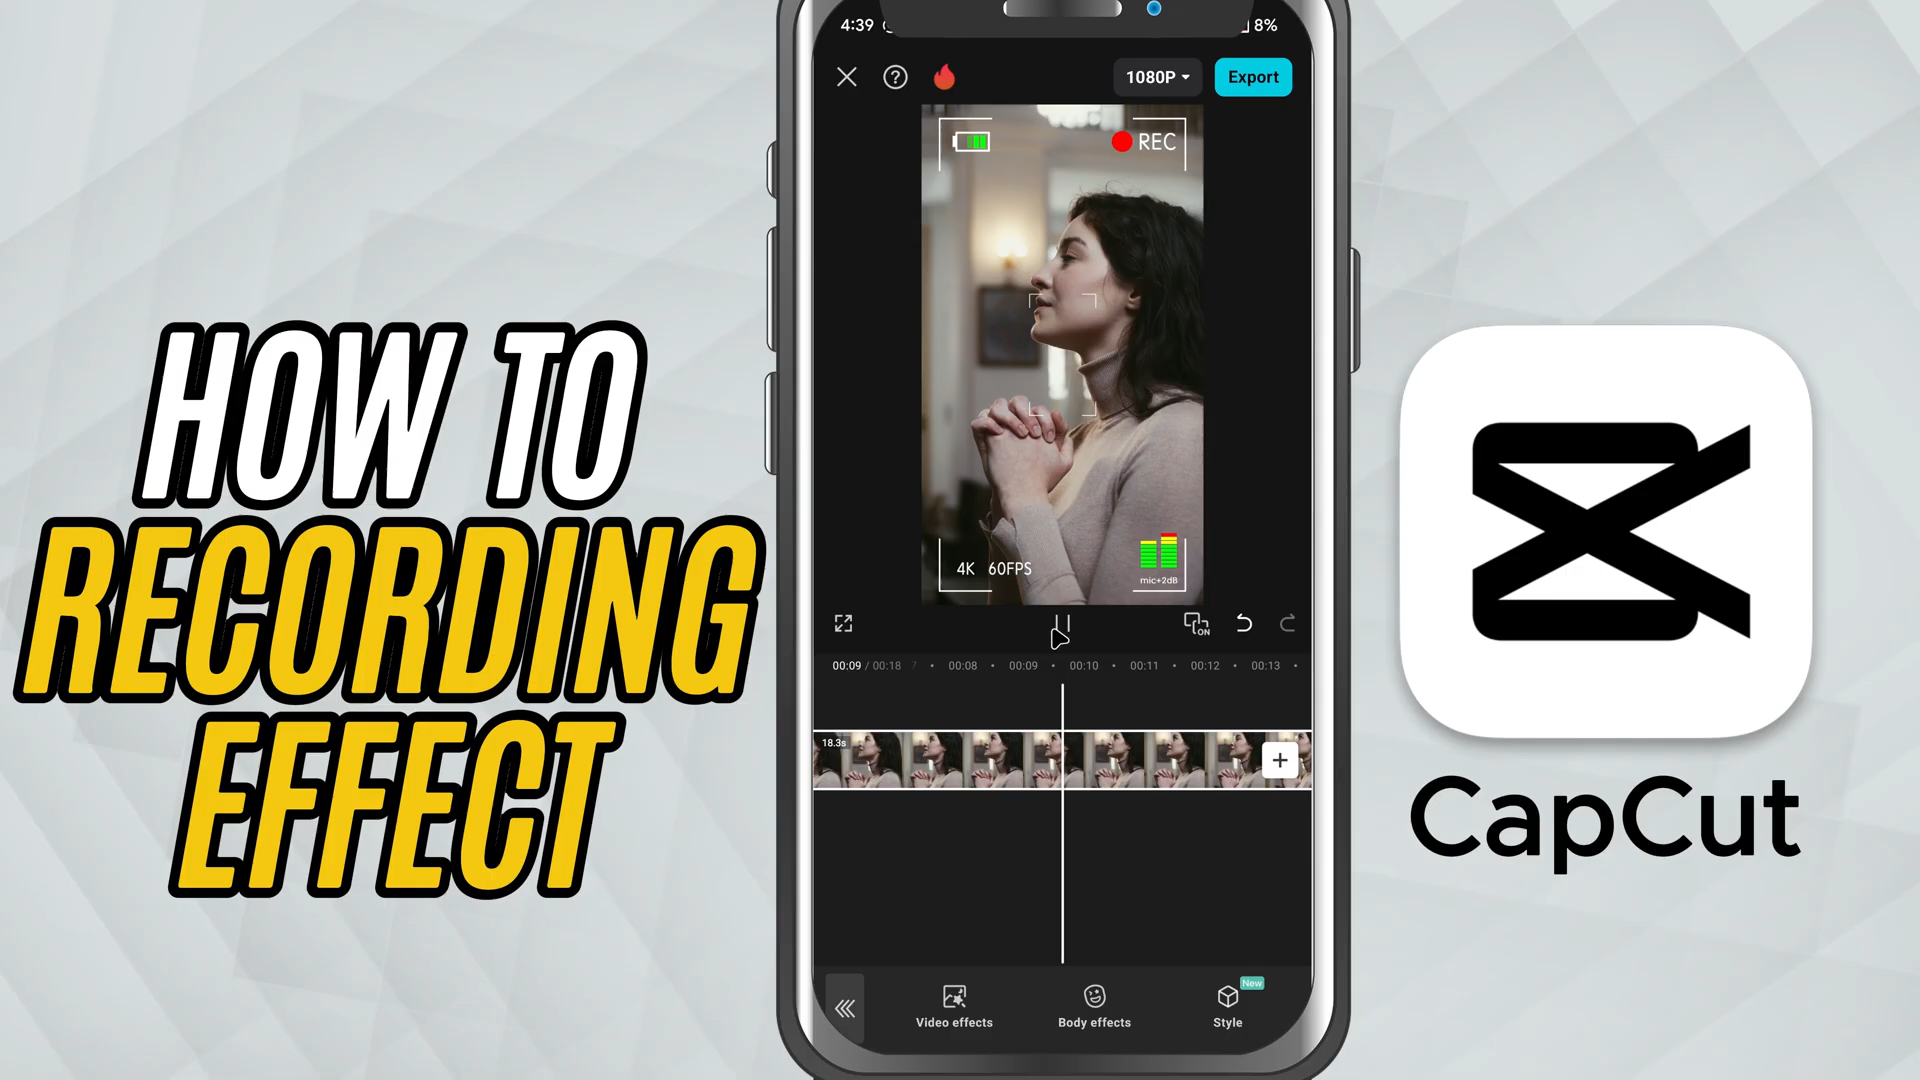 HOW TO
RECORDING
EFFECT
4:39
8%
1080P
Export
REC
4K 60FPS
mic+2dB
ON
00:09 / 00:18
00:08
00:09
00:10
00:11
00:12
00:13
18.3s
New
Video effects
Body effects
Style
CapCut